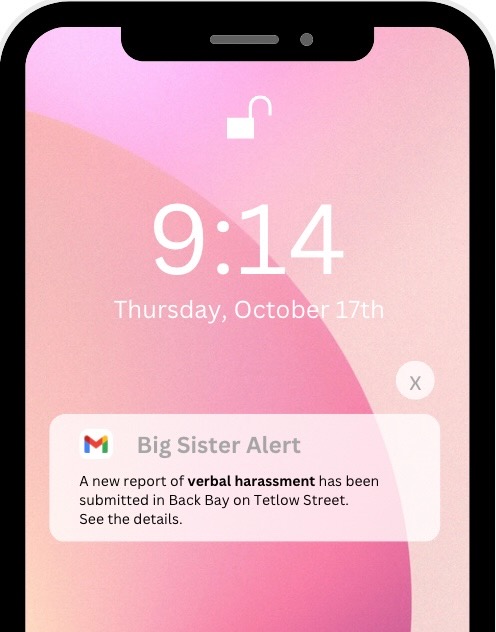 9:14
Thursday, October 17th
x
Big Sister Alert
A new report of verbal harassment has been
submitted in Back Bay on Tetlow Street.
See the details.